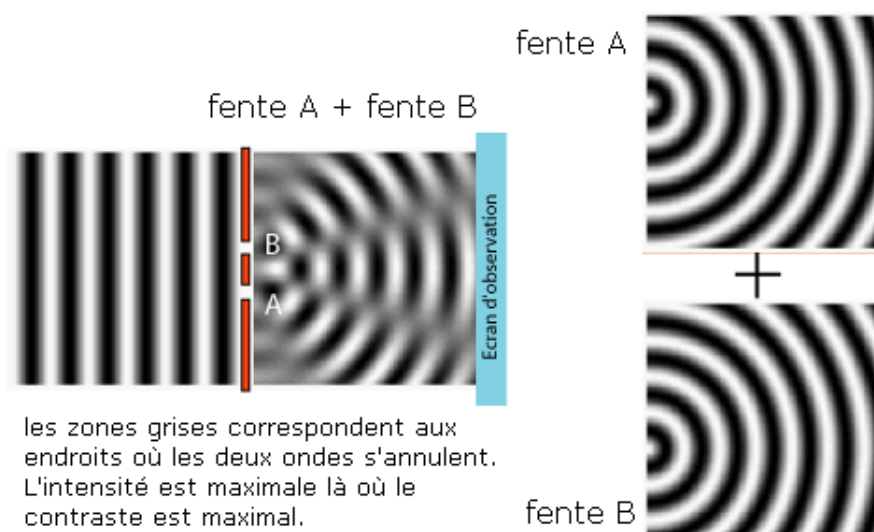 fente A
fente A + fente B
B
A
Ecran d'observation
les zones grises correspondent aux
endroits où les deux ondes s'annulent.
L'intensité est maximale là où le
contraste est maximal.
+
fente B